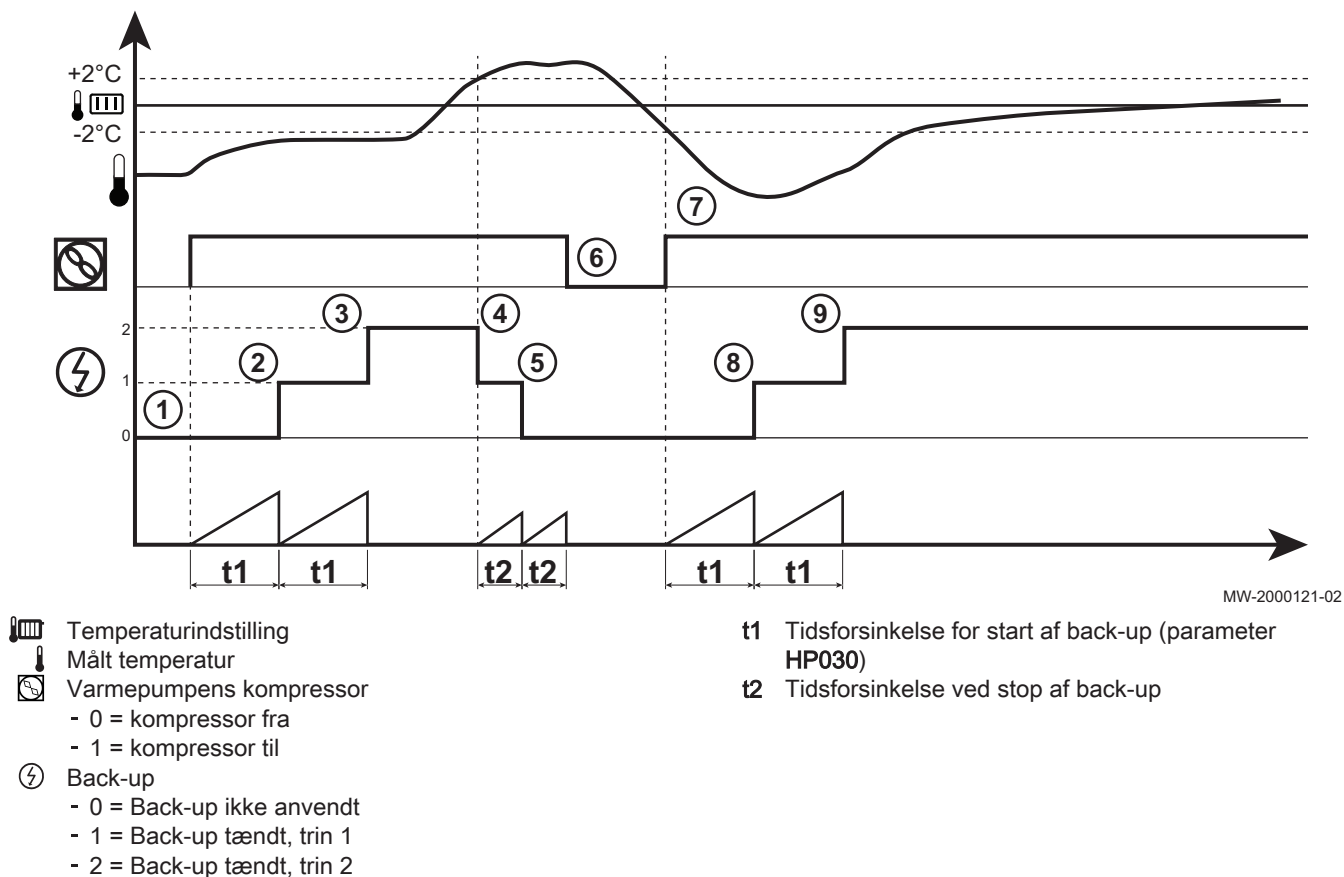 +2°C
-2°C
7
6
3
4
9
2
2
5
8
1
1
0
t1
t1
t2
t2
t1
t1
MW-2000121-02
Temperaturindstilling
Målt temperatur
Varmepumpens kompressor
- 0 = kompressor fra
- 1 = kompressor til
Back-up
- 0 = Back-up ikke anvendt
- 1 = Back-up tændt, trin 1
- 2 = Back-up tændt, trin 2
t1 Tidsforsinkelse for start af back-up (parameter
HP030)
t2 Tidsforsinkelse ved stop af back-up